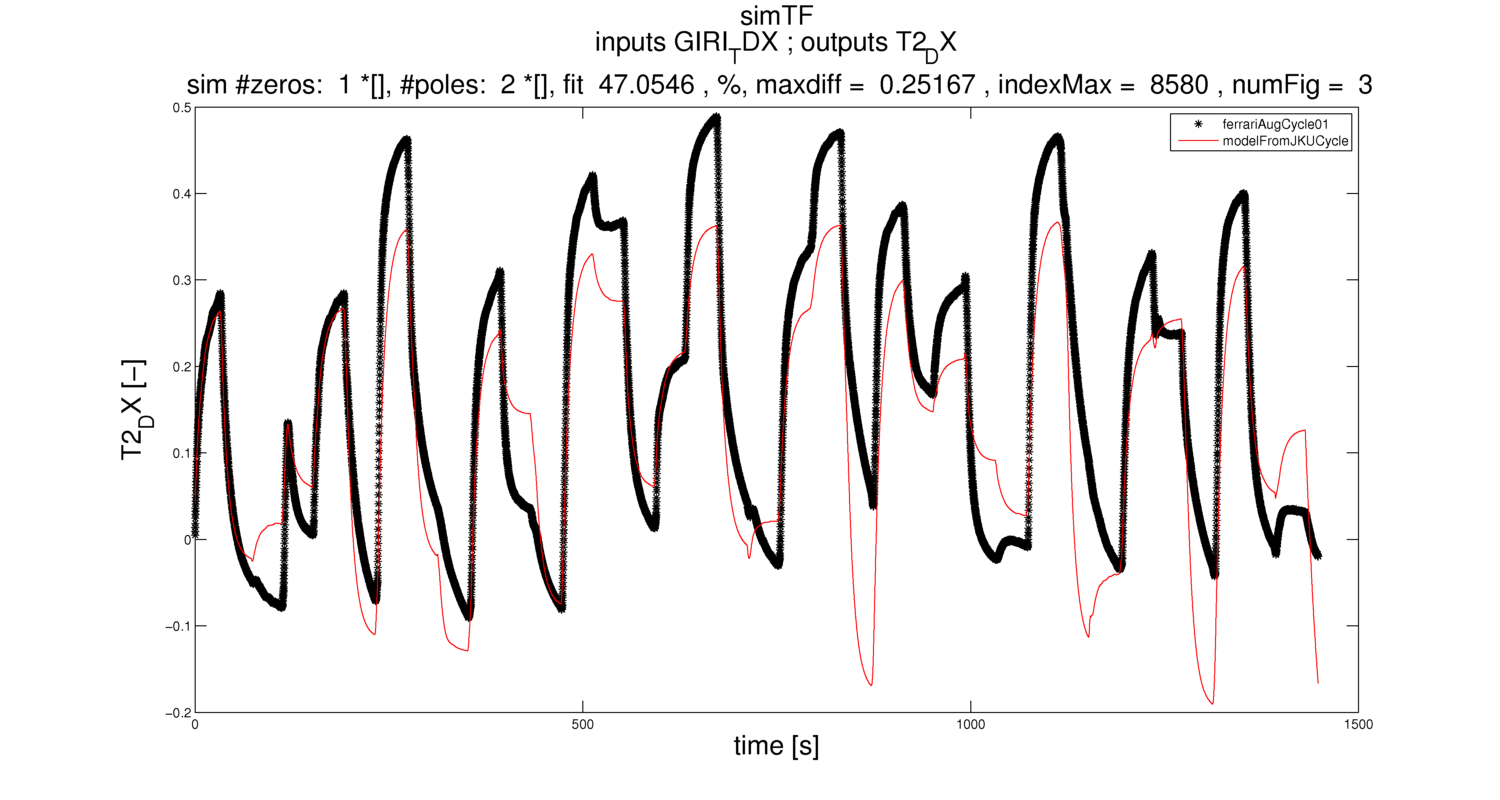 simTF
inputs GIRI_TDX ; outputs T2_DX
sim #zeros: 1 *[], #poles: 2 *[], fit 47.0546 , %, maxdiff = 0.25167 , indexMax = 8580 , numFig = 3
0.5
0.4
0.3
0.2
0.1
0
−0.1
−0.2
T2_DX [−]
ferrariAugCycle01
modelFromJKUCycle
0
500
1000
1500
time [s]